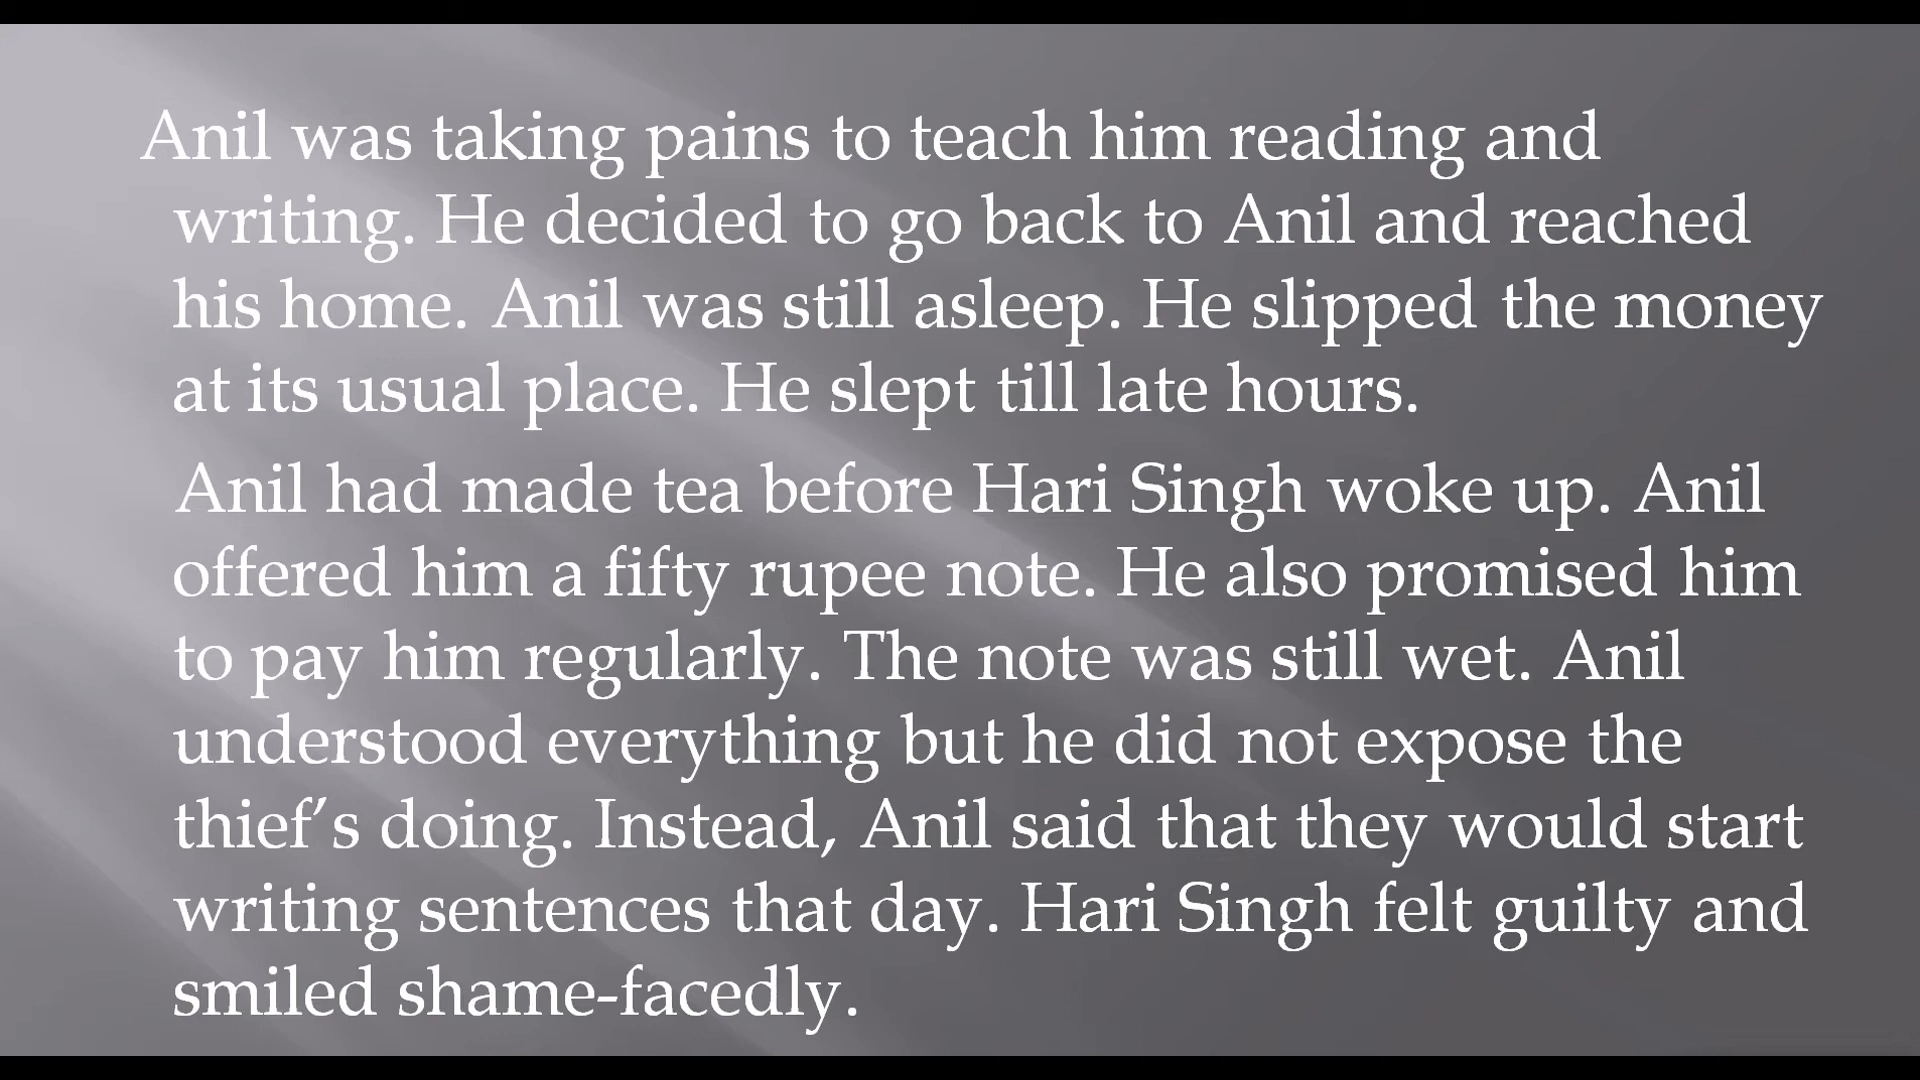 Anil was taking pains to teach him reading and
writing. He decided to go back to Anil and reached
his home. Anil was still asleep. He slipped the money
at its usual place. He slept till late hours.
Anil had made tea before Hari Singh woke up. Anil
offered him a fifty rupee note. He also promised him
to pay him regularly. The note was still wet. Anil
understood everything but he did not expose the
thief’s doing. Instead, Anil said that they would start
writing sentences that day. Hari Singh felt guilty and
smiled shame-facedly.